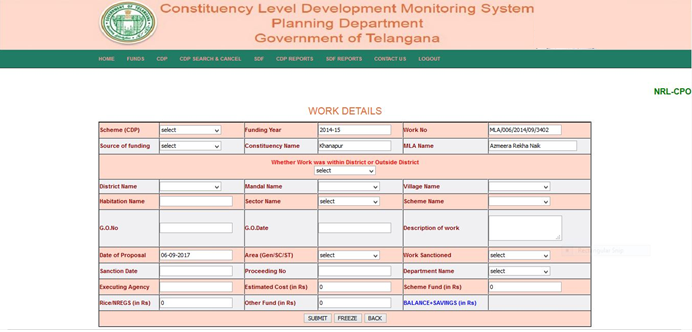 Constituency Level Development Monitoring System
Planning Department
Government of Telangana
HOME FUNDS CDP CDP SEARCH & CANCEL SDF CDP REPORTS SDF REPORTS CONTACT US LOGOUT
NRL-CPO
WORK DETAILS
Scheme (CDP) select Funding Year 2014-15 Work No MLA/006/2014/09/3402
Source of funding select Constituency Name Khanapur MLA Name Azmeera Rekha Naik
Whether Work was within District or Outside District
select
District Name Mandal Name Village Name
Habitation Name Sector Name select Scheme Name
G.O.No G.O.Date Description of work
Date of Proposal 06-09-2017 Area (Gen/SC/ST) select Work Sanctioned select
Sanction Date Proceeding No Department Name select
Executing Agency Estimated Cost (in Rs) 0 Scheme Fund (in Rs) 0
Rice/NREGS (in Rs) 0 Other Fund (in Rs) 0 BALANCE+SAVINGS (in Rs)
SUBMIT FREEZE BACK